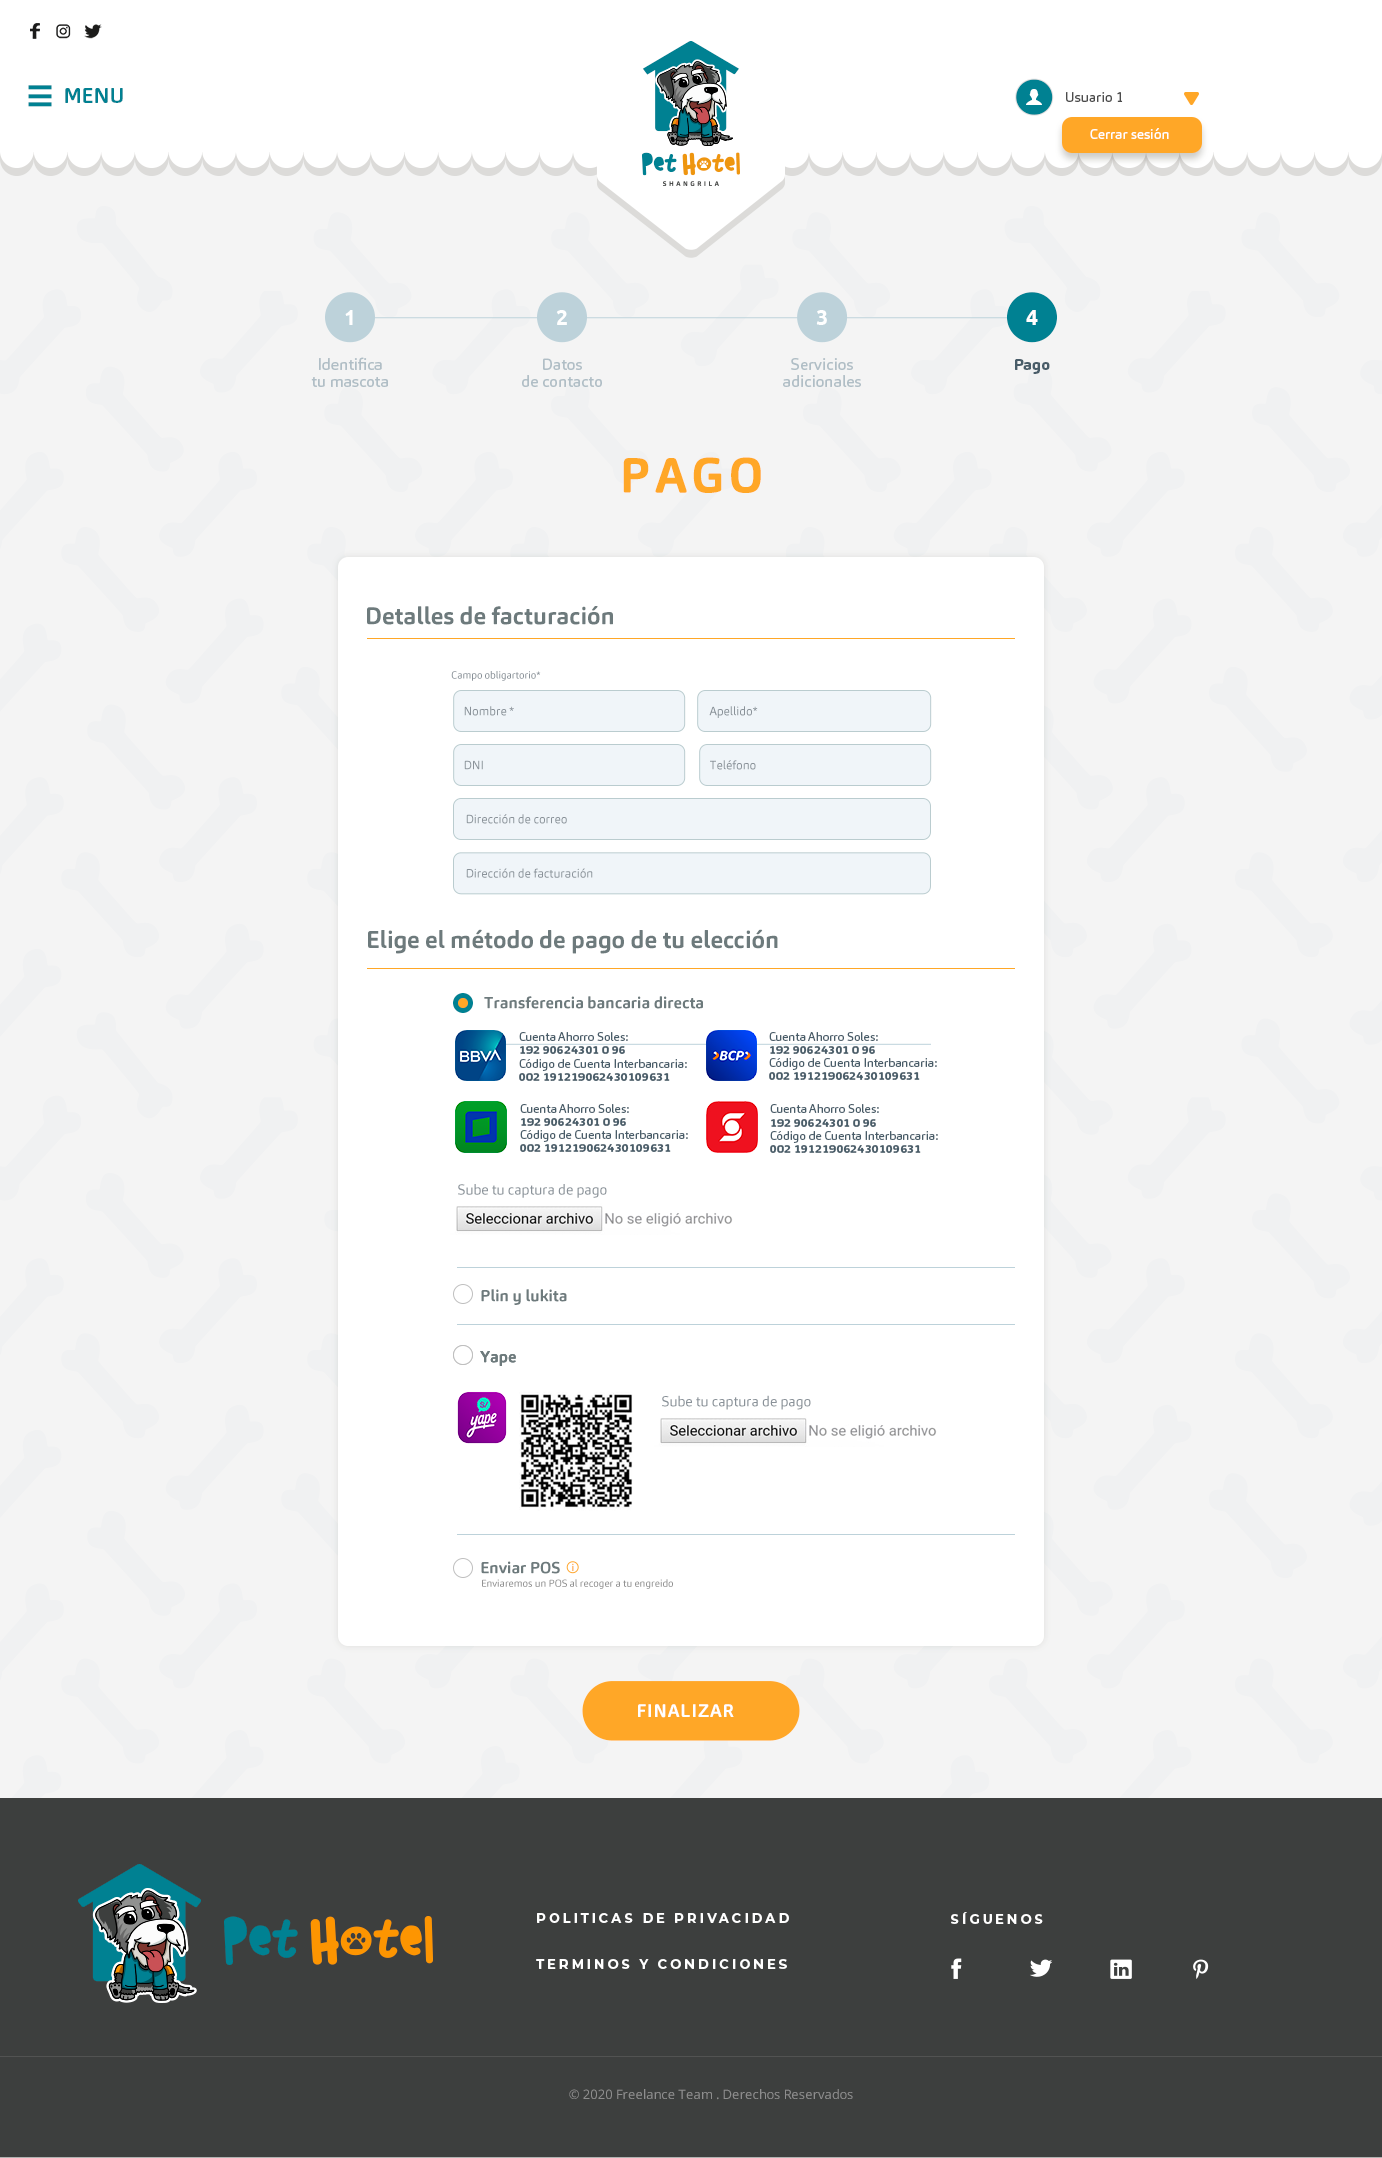 MENU
Pet Hotel
SHANGRILA
Usuario 1
Cerrar sesión
1
2
3
4
Identifica
tu mascota
Datos
de contacto
Servicios
adicionales
Pago
PAGO
Detalles de facturación
Campo obligartorio*
Nombre *
Apellido*
DNI
Teléfono
Dirección de correo
Dirección de facturación
Elige el método de pago de tu elección
Transferencia bancaria directa
BBVA
Cuenta Ahorro Soles:
192 90624301 0 96
Código de Cuenta Interbancaria:
002 191219062430109631
BCP
Cuenta Ahorro Soles:
192 90624301 0 96
Código de Cuenta Interbancaria:
002 191219062430109631
Cuenta Ahorro Soles:
192 90624301 0 96
Código de Cuenta Interbancaria:
002 191219062430109631
Cuenta Ahorro Soles:
192 90624301 0 96
Código de Cuenta Interbancaria:
002 191219062430109631
Sube tu captura de pago
Seleccionar archivo No se eligió archivo
Plin y lukita
Yape
S/
yape
Sube tu captura de pago
Seleccionar archivo No se eligió archivo
Enviar POS
Enviaremos un POS al recoger a tu engreido
FINALIZAR
Pet Hotel
POLITICAS DE PRIVACIDAD
TERMINOS Y CONDICIONES
SÍGUENOS
© 2020 Freelance Team . Derechos Reservados